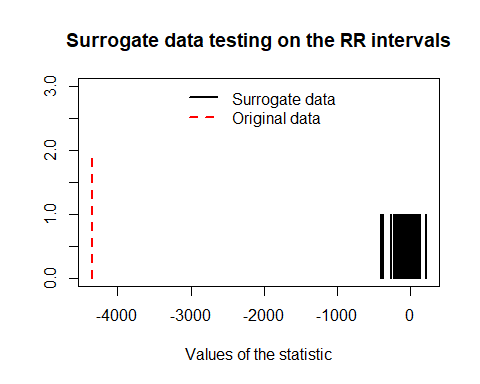 Surrogate data testing on the RR intervals
Surrogate data
Original data
3.0
2.0
1.0
0.0
-4000 -3000 -2000 -1000 0
Values of the statistic